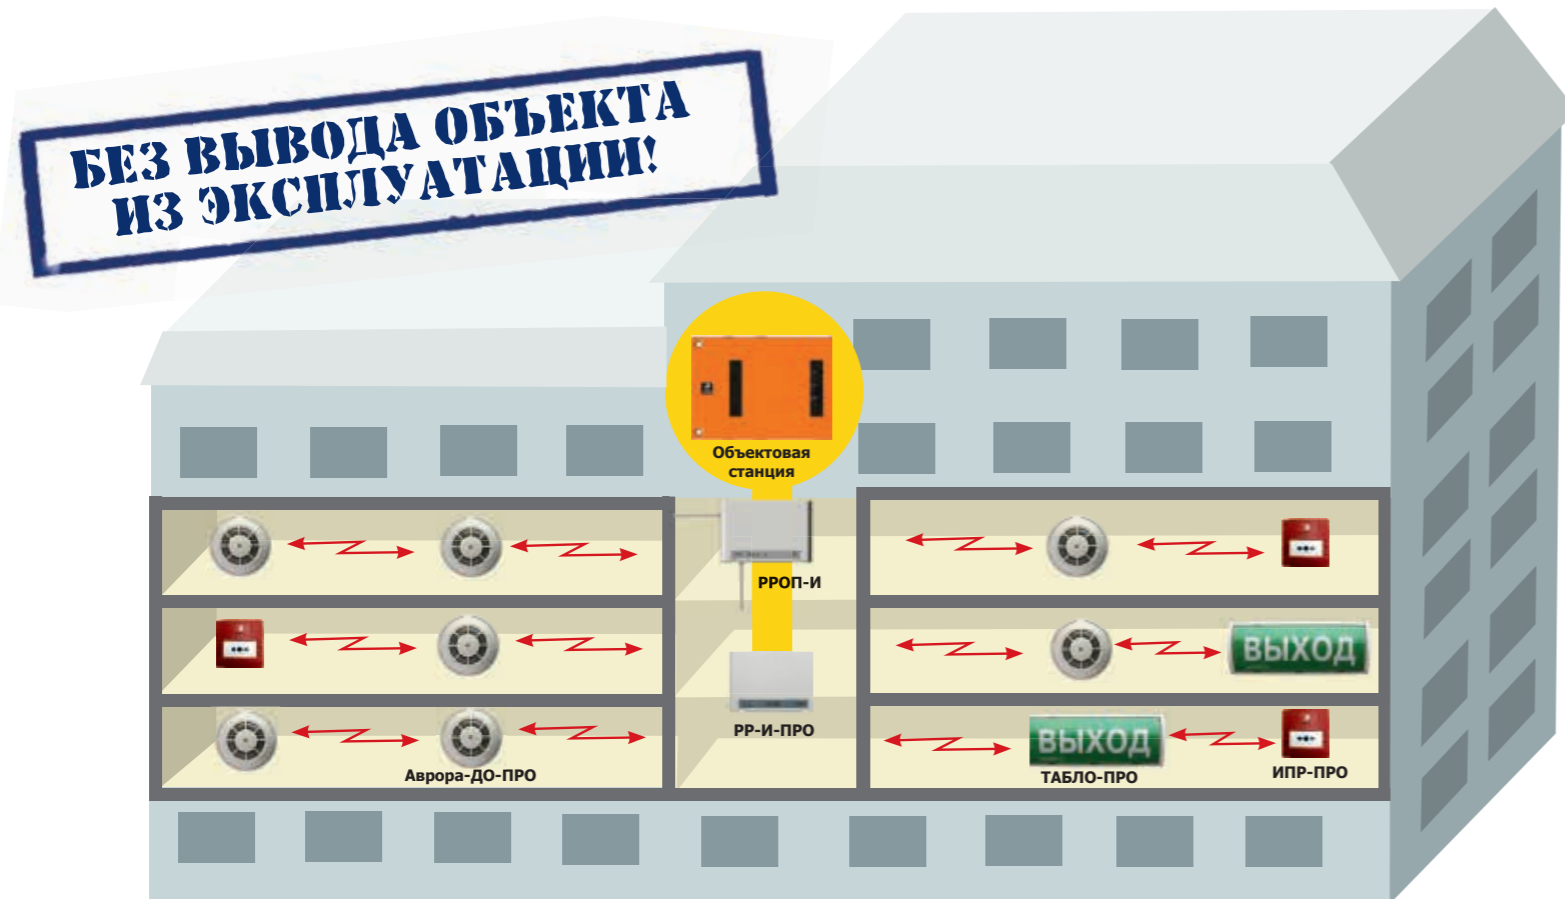 БЕЗ ВЫВОДА ОБЪЕКТА
ИЗ ЭКСПЛУАТАЦИИ!
Объектовая
станция
РРОП-И
ВЫХОД
РР-И-ПРО
ВЫХОД
Аврора-ДО-ПРО
ТАБЛО-ПРО
ИПР-ПРО